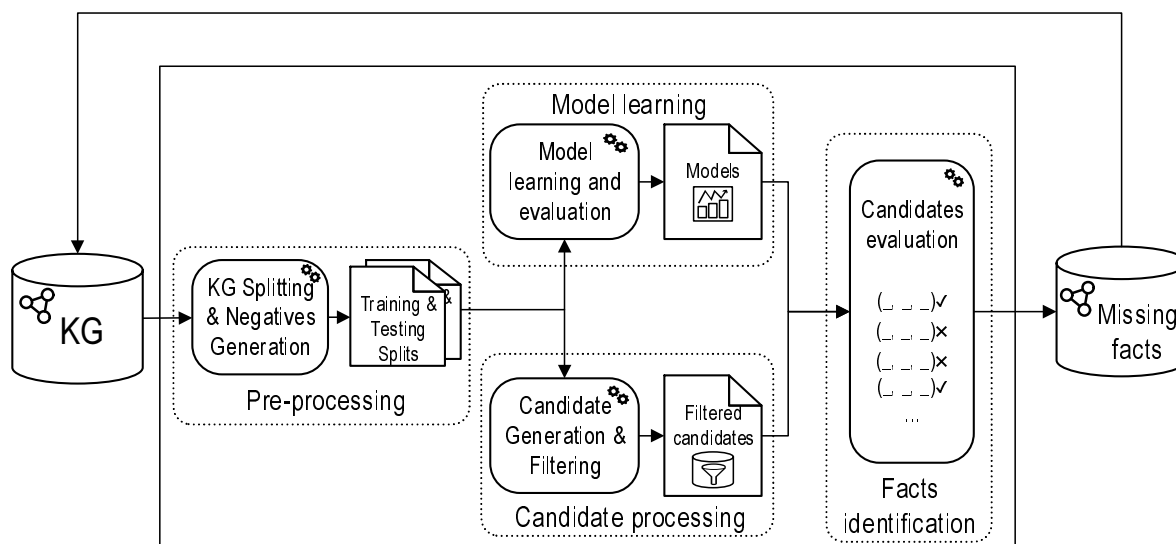 KG
KG Splitting
& Negatives
Generation
Training &
Testing
Splits
&
Pre-processing
Model learning
Model
learning and
evaluation
Models
Candidate
Generation &
Filtering
Filtered
candidates
Candidate processing
Candidates
evaluation
(_, _, _)✓
(_, _, _)×
(_, _, _)×
(_, _, _)✓
...
Facts
identification
Missing
facts